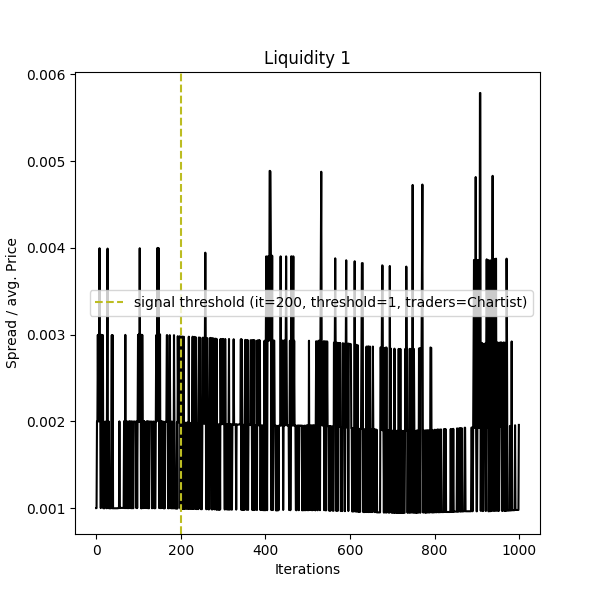 Liquidity 1
0.006
0.005
0.004
0.003
0.002
0.001
Spread / avg. Price
signal threshold (it=200, threshold=1, traders=Chartist)
0 200 400 600 800 1000
Iterations